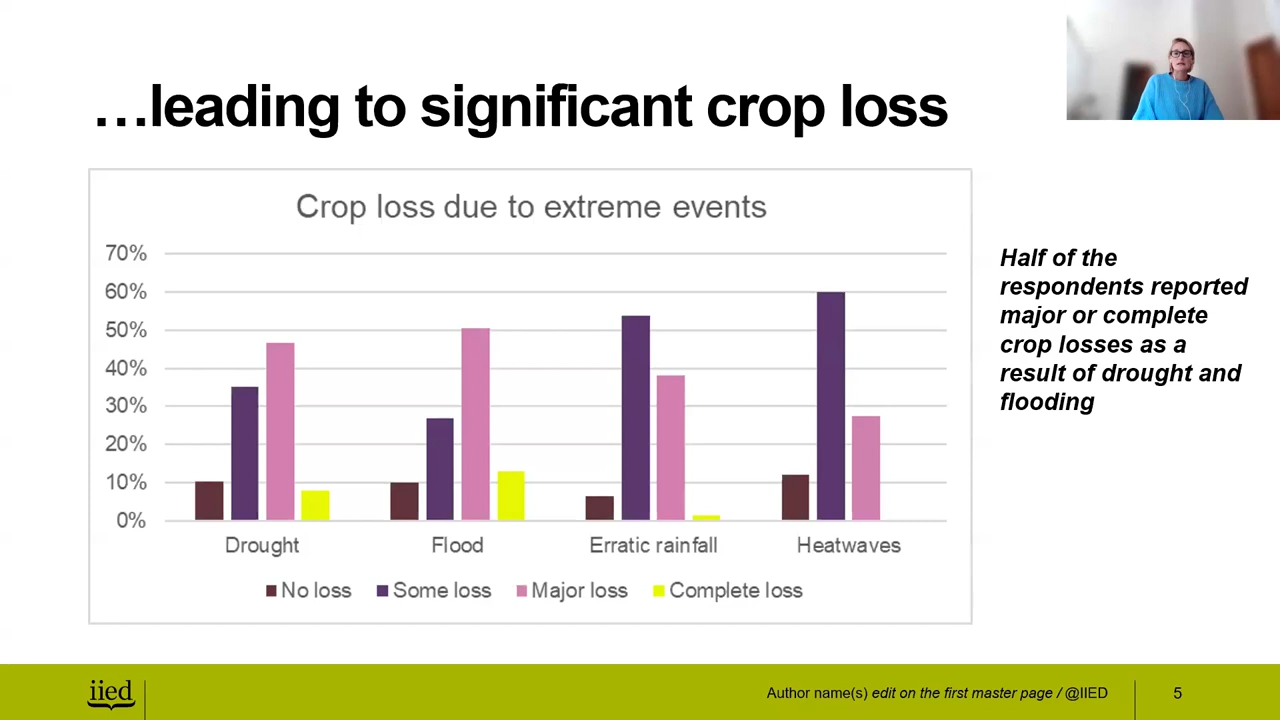 …leading to significant crop loss
Crop loss due to extreme events
70%
60%
50%
40%
30%
20%
10%
0%
Drought Flood Erratic rainfall Heatwaves
No loss Some loss Major loss Complete loss
Half of the
respondents reported
major or complete
crop losses as a
result of drought and
flooding
iied
Author name(s) edit on the first master page / @IIED
5